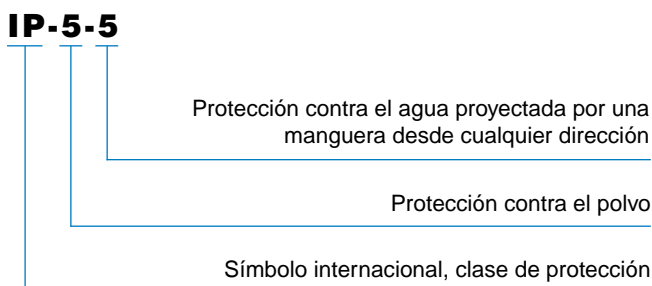 IP-5-5
Protección contra el agua proyectada por una
manguera desde cualquier dirección
Protección contra el polvo
Símbolo internacional, clase de protección